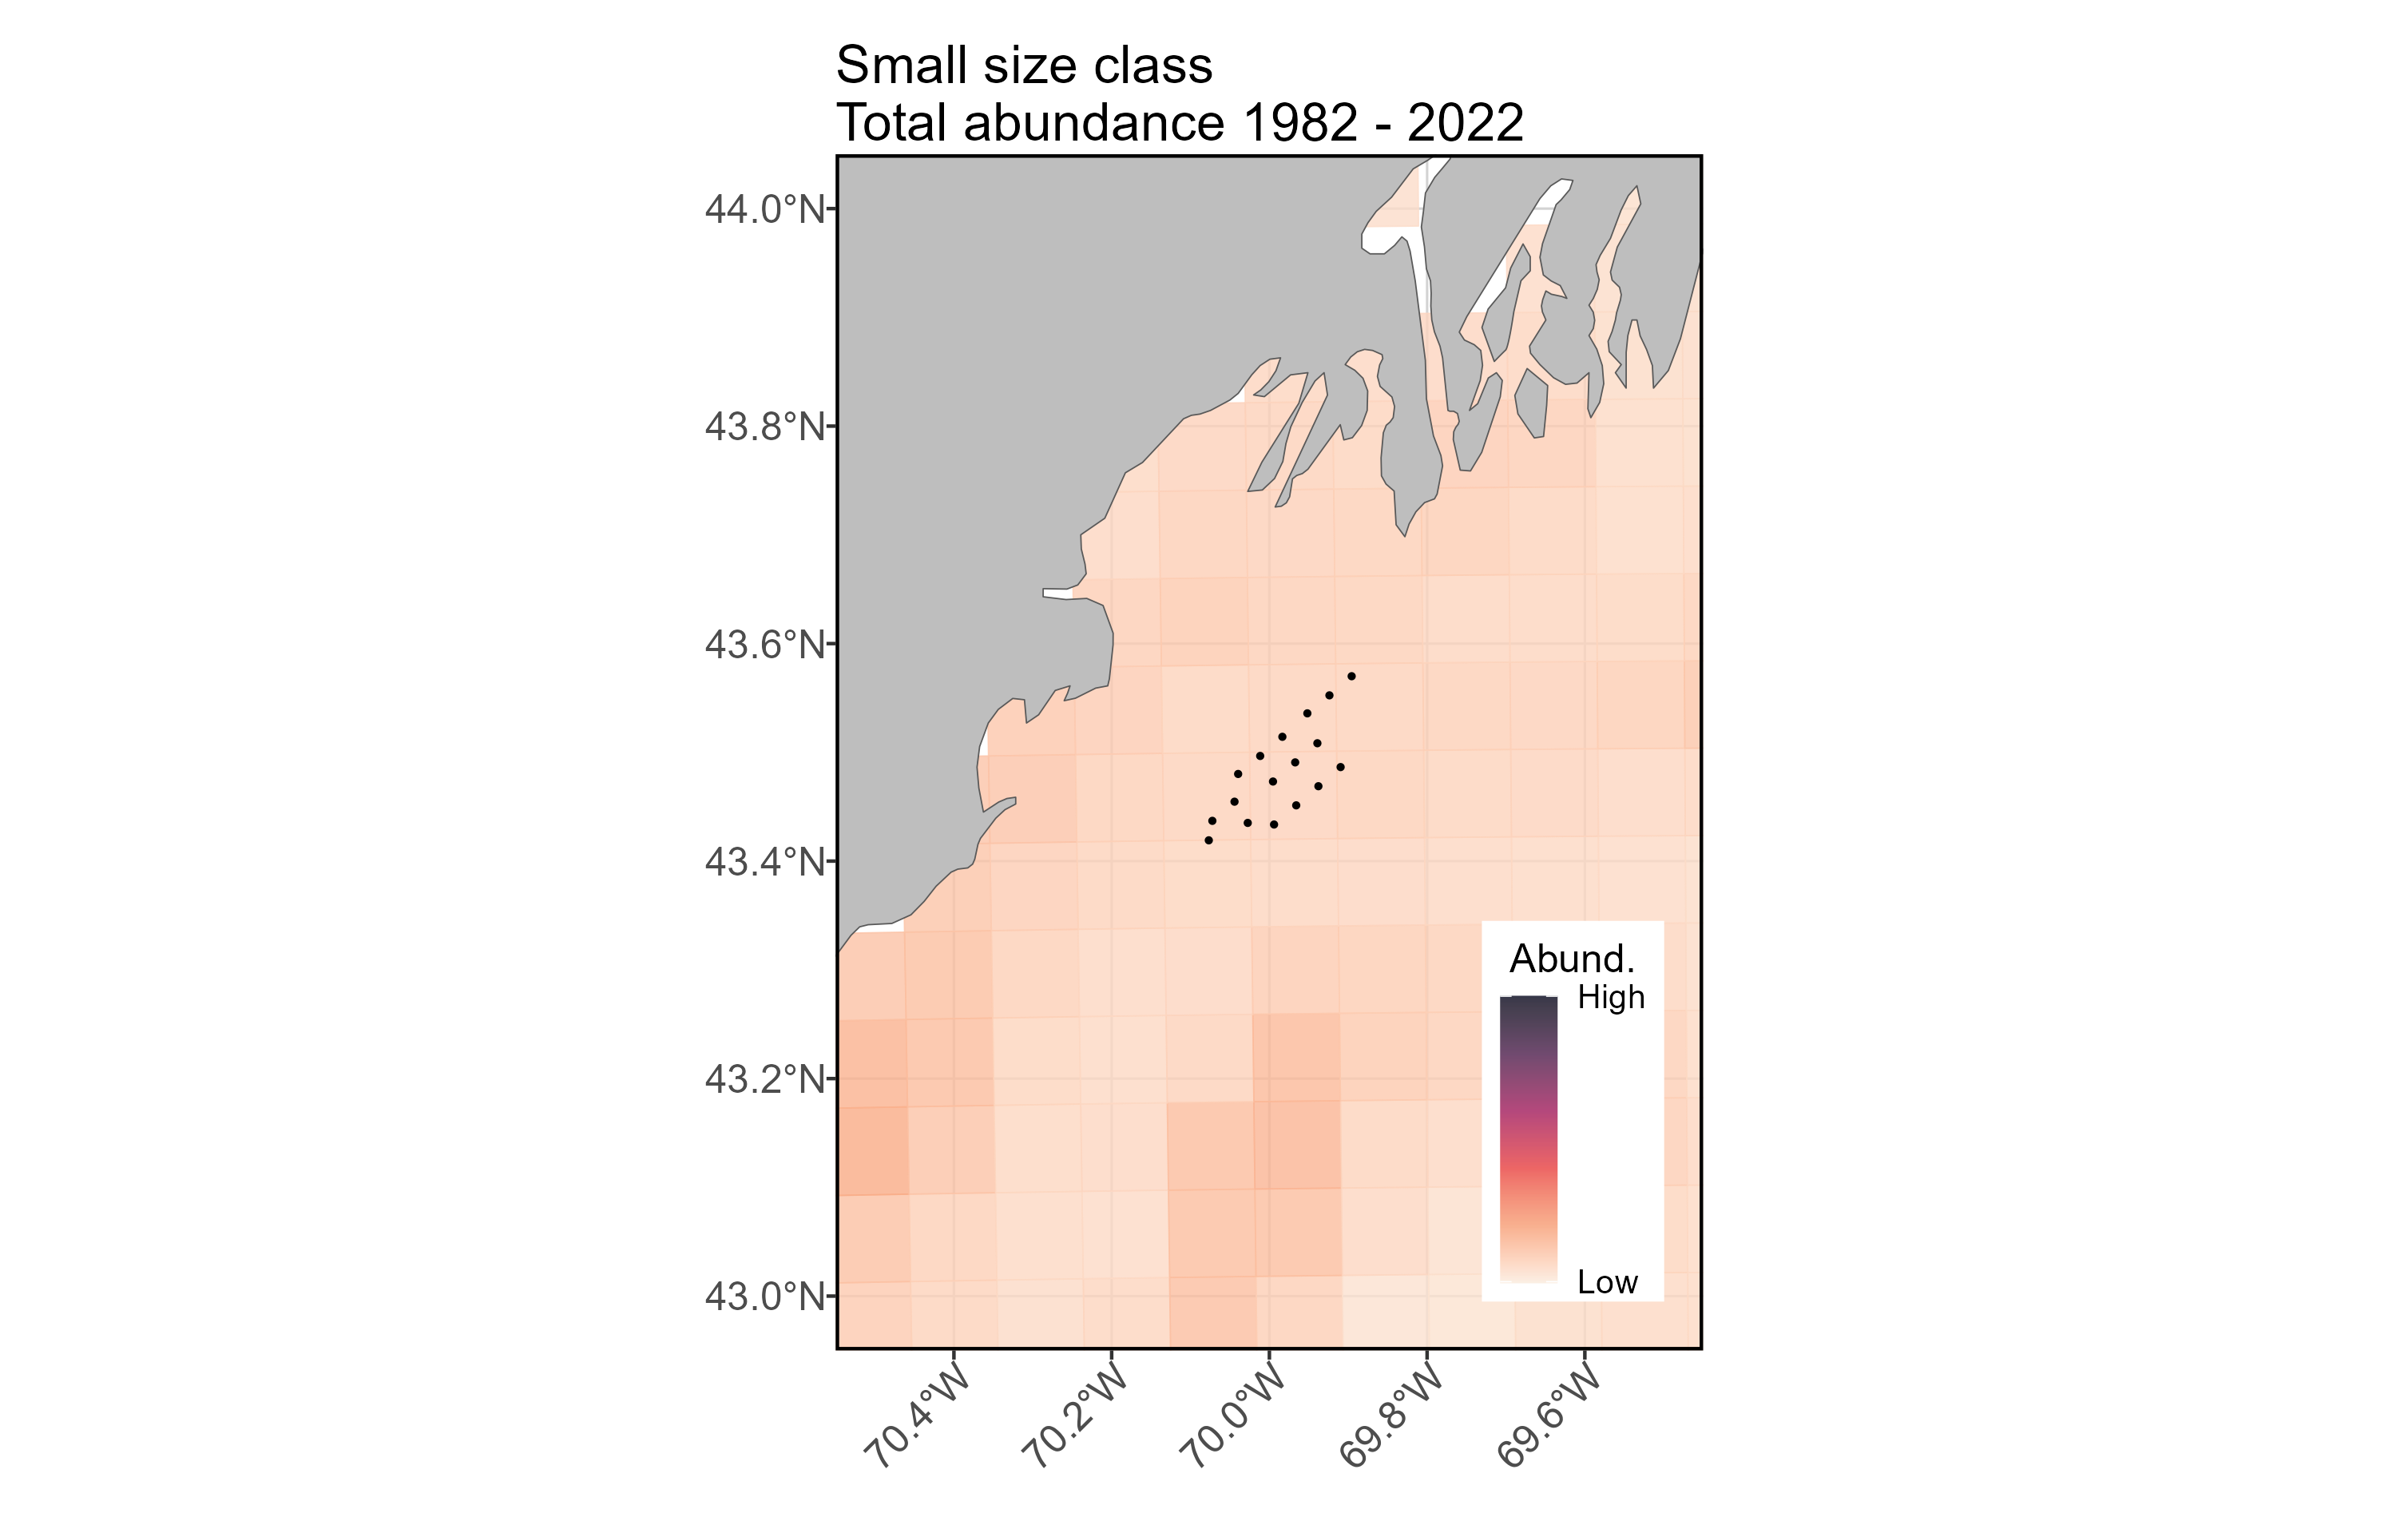 Small size class
Total abundance 1982 - 2022
44.0°N
43.8°N
43.6°N
43.4°N
43.2°N
43.0°N
Abund.
High
Low
70.4°W
70.2°W
70.0°W
69.8°W
69.6°W